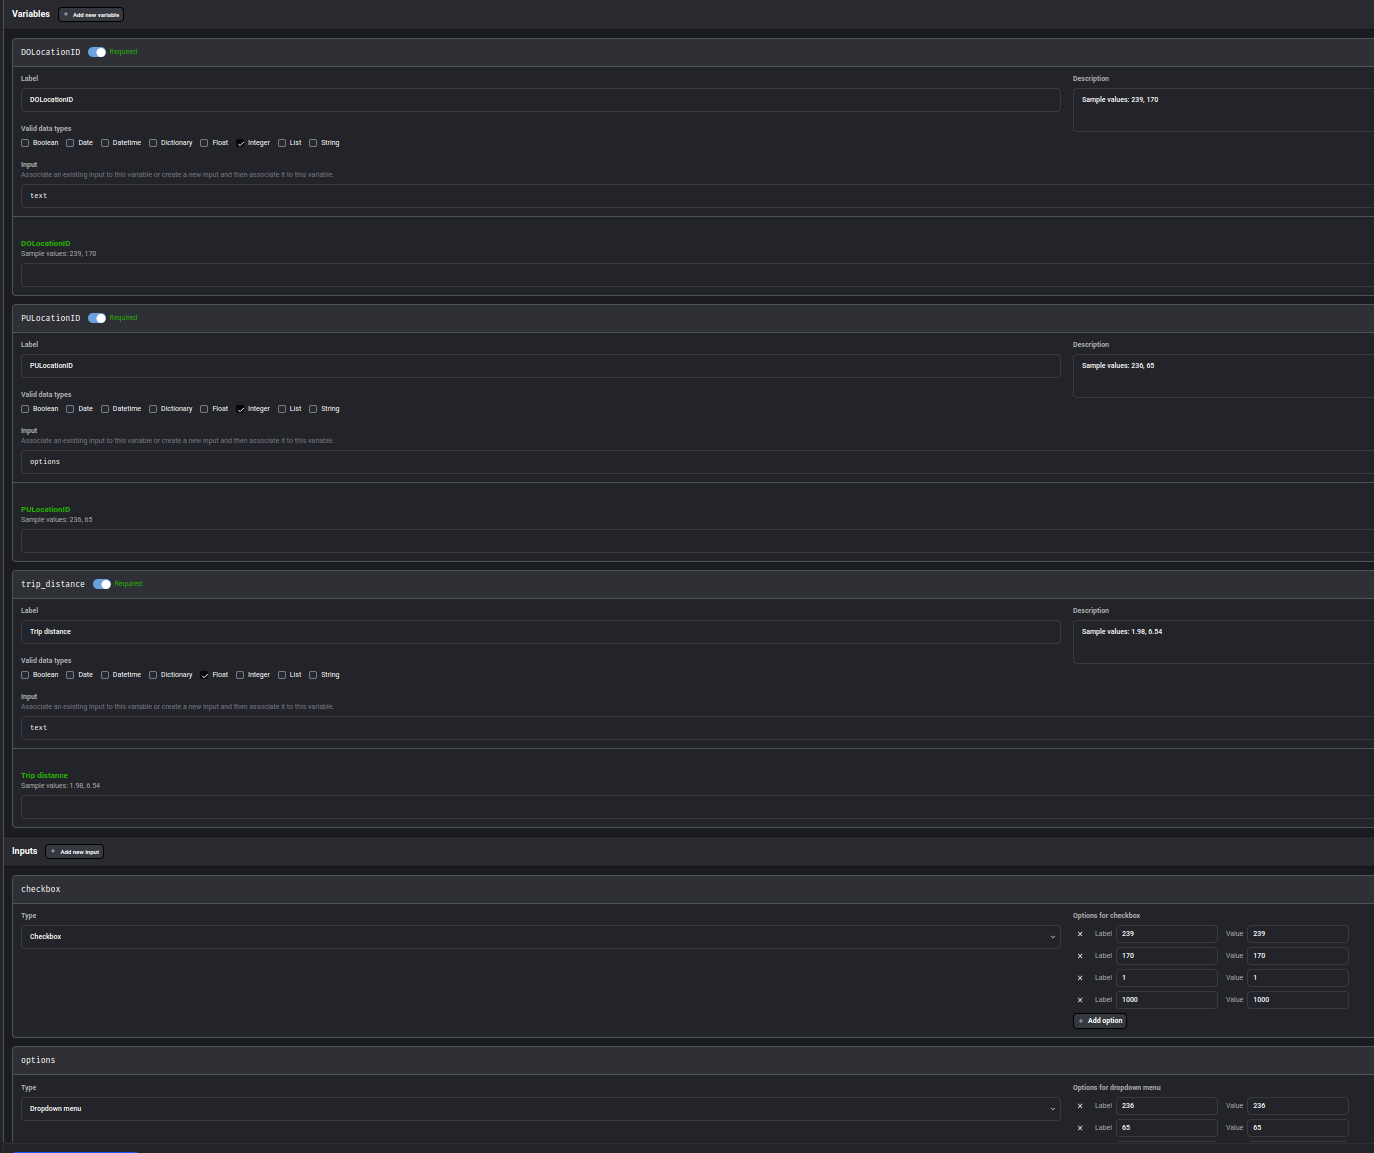 Variables + Add new variable
DOLocationID Required
Label Description
DOLocationID Sample values: 239, 170
Valid data types
Boolean Date Datetime Dictionary Float Integer List String
Input
Associate an existing input to this variable or create a new input and then associate it to this variable.
text
DOLocationID
Sample values: 239, 170
PULocationID Required
Label Description
PULocationID Sample values: 236, 65
Valid data types
Boolean Date Datetime Dictionary Float Integer List String
Input
Associate an existing input to this variable or create a new input and then associate it to this variable.
options
PULocationID
Sample values: 236, 65
trip_distance Required
Label Description
Trip distance Sample values: 1.98, 6.54
Valid data types
Boolean Date Datetime Dictionary Float Integer List String
Input
Associate an existing input to this variable or create a new input and then associate it to this variable.
text
Trip distance
Sample values: 1.98, 6.54
Inputs + Add new input
checkbox
Type Options for checkbox
Checkbox × Label 239 Value 239
× Label 170 Value 170
× Label 1 Value 1
× Label 1000 Value 1000
+ Add option
options
Type Options for dropdown menu
Dropdown menu × Label 236 Value 236
× Label 65 Value 65